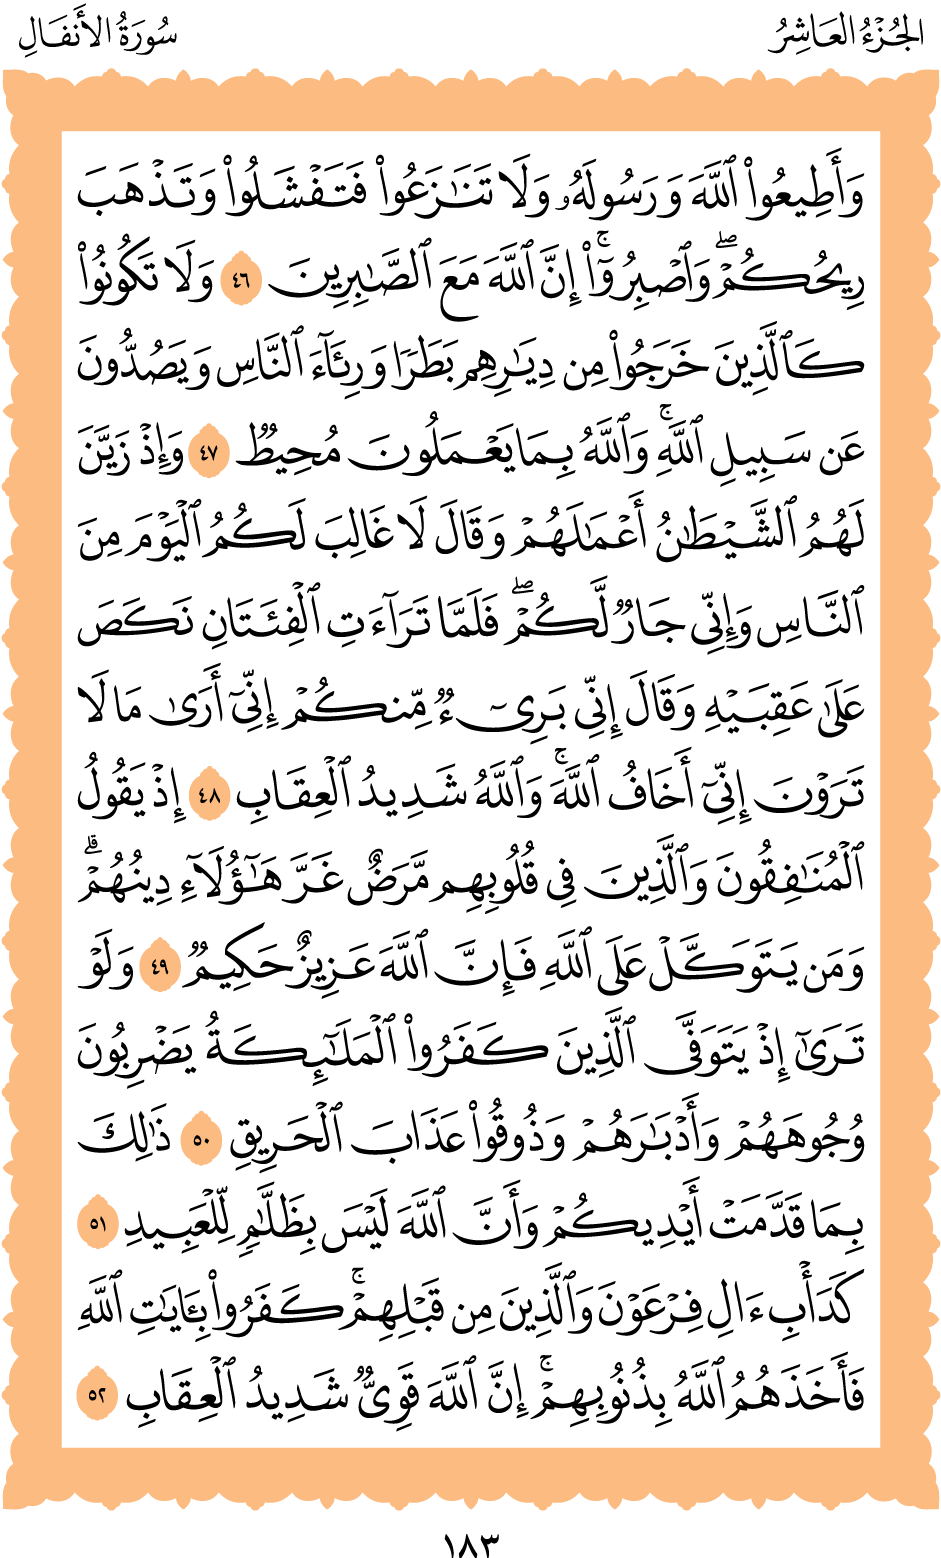 الجُزْءُ العَاشِرُ
سُورَةُ الأَنفَالِ
وَأَطِيعُواْ ٱللَّهَ وَرَسُولَهُۥ وَلَا تَنَٰزَعُواْ فَتَفۡشَلُواْ وَتَذۡهَبَ
رِيحُكُمۡۖ وَٱصۡبِرُوٓاْۚ إِنَّ ٱللَّهَ مَعَ ٱلصَّٰبِرِينَ ٤٦ وَلَا تَكُونُواْ
كَٱلَّذِينَ خَرَجُواْ مِن دِيَٰرِهِم بَطَرٗا وَرِئَآءَ ٱلنَّاسِ وَيَصُدُّونَ
عَن سَبِيلِ ٱللَّهِۚ وَٱللَّهُ بِمَا يَعۡمَلُونَ مُحِيطٞ ٤٧ وَإِذۡ زَيَّنَ
لَهُمُ ٱلشَّيۡطَٰنُ أَعۡمَٰلَهُمۡ وَقَالَ لَا غَالِبَ لَكُمُ ٱلۡيَوۡمَ مِنَ
ٱلنَّاسِ وَإِنِّي جَارٞ لَّكُمۡۖ فَلَمَّا تَرَآءَتِ ٱلۡفِئَتَانِ نَكَصَ
عَلَىٰ عَقِبَيۡهِ وَقَالَ إِنِّي بَرِيٓءٞ مِّنكُمۡ إِنِّيٓ أَرَىٰ مَا لَا
تَرَوۡنَ إِنِّيٓ أَخَافُ ٱللَّهَۚ وَٱللَّهُ شَدِيدُ ٱلۡعِقَابِ ٤٨ إِذۡ يَقُولُ
ٱلۡمُنَٰفِقُونَ وَٱلَّذِينَ فِي قُلُوبِهِم مَّرَضٌ غَرَّ هَٰٓؤُلَآءِ دِينُهُمۡۗ
وَمَن يَتَوَكَّلۡ عَلَى ٱللَّهِ فَإِنَّ ٱللَّهَ عَزِيزٌ حَكِيمٞ ٤٩ وَلَوۡ
تَرَىٰٓ إِذۡ يَتَوَفَّى ٱلَّذِينَ كَفَرُواْ ٱلۡمَلَٰٓئِكَةُ يَضۡرِبُونَ
وُجُوهَهُمۡ وَأَدۡبَٰرَهُمۡ وَذُوقُواْ عَذَابَ ٱلۡحَرِيقِ ٥٠ ذَٰلِكَ
بِمَا قَدَّمَتۡ أَيۡدِيكُمۡ وَأَنَّ ٱللَّهَ لَيۡسَ بِظَلَّٰمٖ لِّلۡعَبِيدِ ٥١
كَدَأۡبِ ءَالِ فِرۡعَوۡنَ وَٱلَّذِينَ مِن قَبۡلِهِمۡۚ كَفَرُواْ بِـَٔايَٰتِ ٱللَّهِ
فَأَخَذَهُمُ ٱللَّهُ بِذُنُوبِهِمۡۚ إِنَّ ٱللَّهَ قَوِيّٞ شَدِيدُ ٱلۡعِقَابِ ٥٢
١٨٣